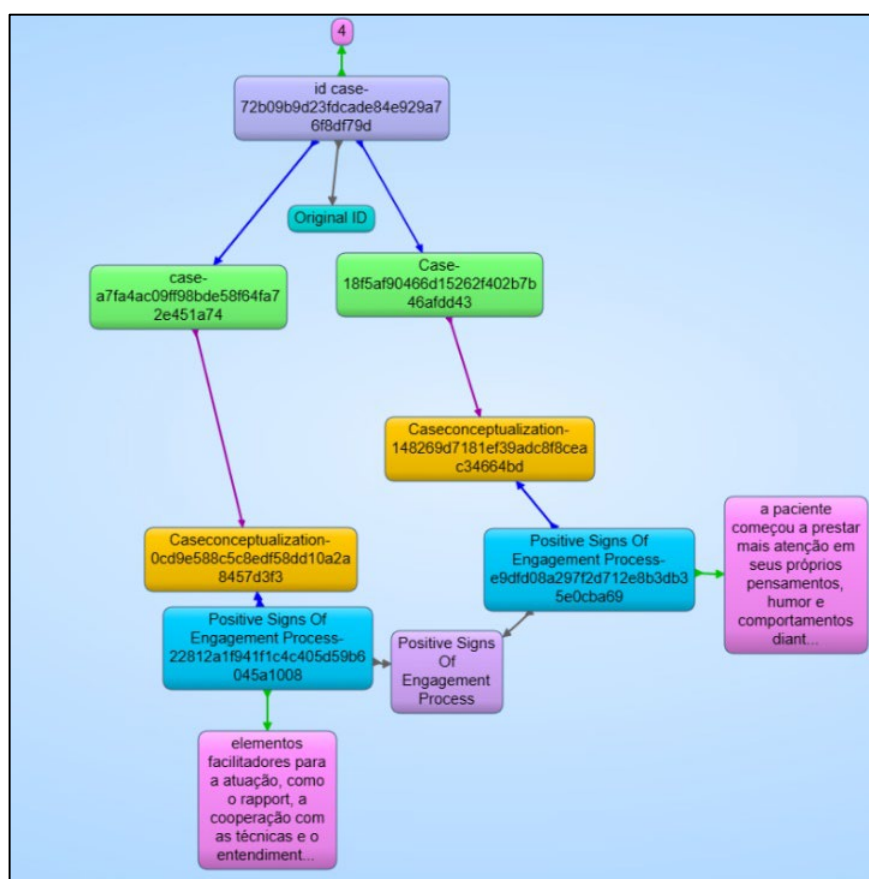 4
id case-
72b09b9d23fdcade84e929a7
6f8df79d
Original ID
case-
a7fa4ac09ff98bde58f64fa7
2e451a74
Case-
18f5af90466d15262f402b7b
46afdd43
Caseconceptualization-
148269d7181ef39adc8f8cea
c34664bd
Caseconceptualization-
0cd9e588c5c8edf58dd10a2a
8457d3f3
Positive Signs Of
Engagement Process-
e9dfd08a297f2d712e8b3db3
5e0cba69
a paciente
começou a prestar
mais atenção em
seus próprios
pensamentos,
humor e
comportamentos
diant...
Positive Signs Of
Engagement Process-
22812a1f941f1c4c405d59b6
045a1008
Positive Signs
Of
Engagement
Process
elementos
facilitadores para
a atuação, como
o rapport, a
cooperação com
as técnicas e o
entendiment...